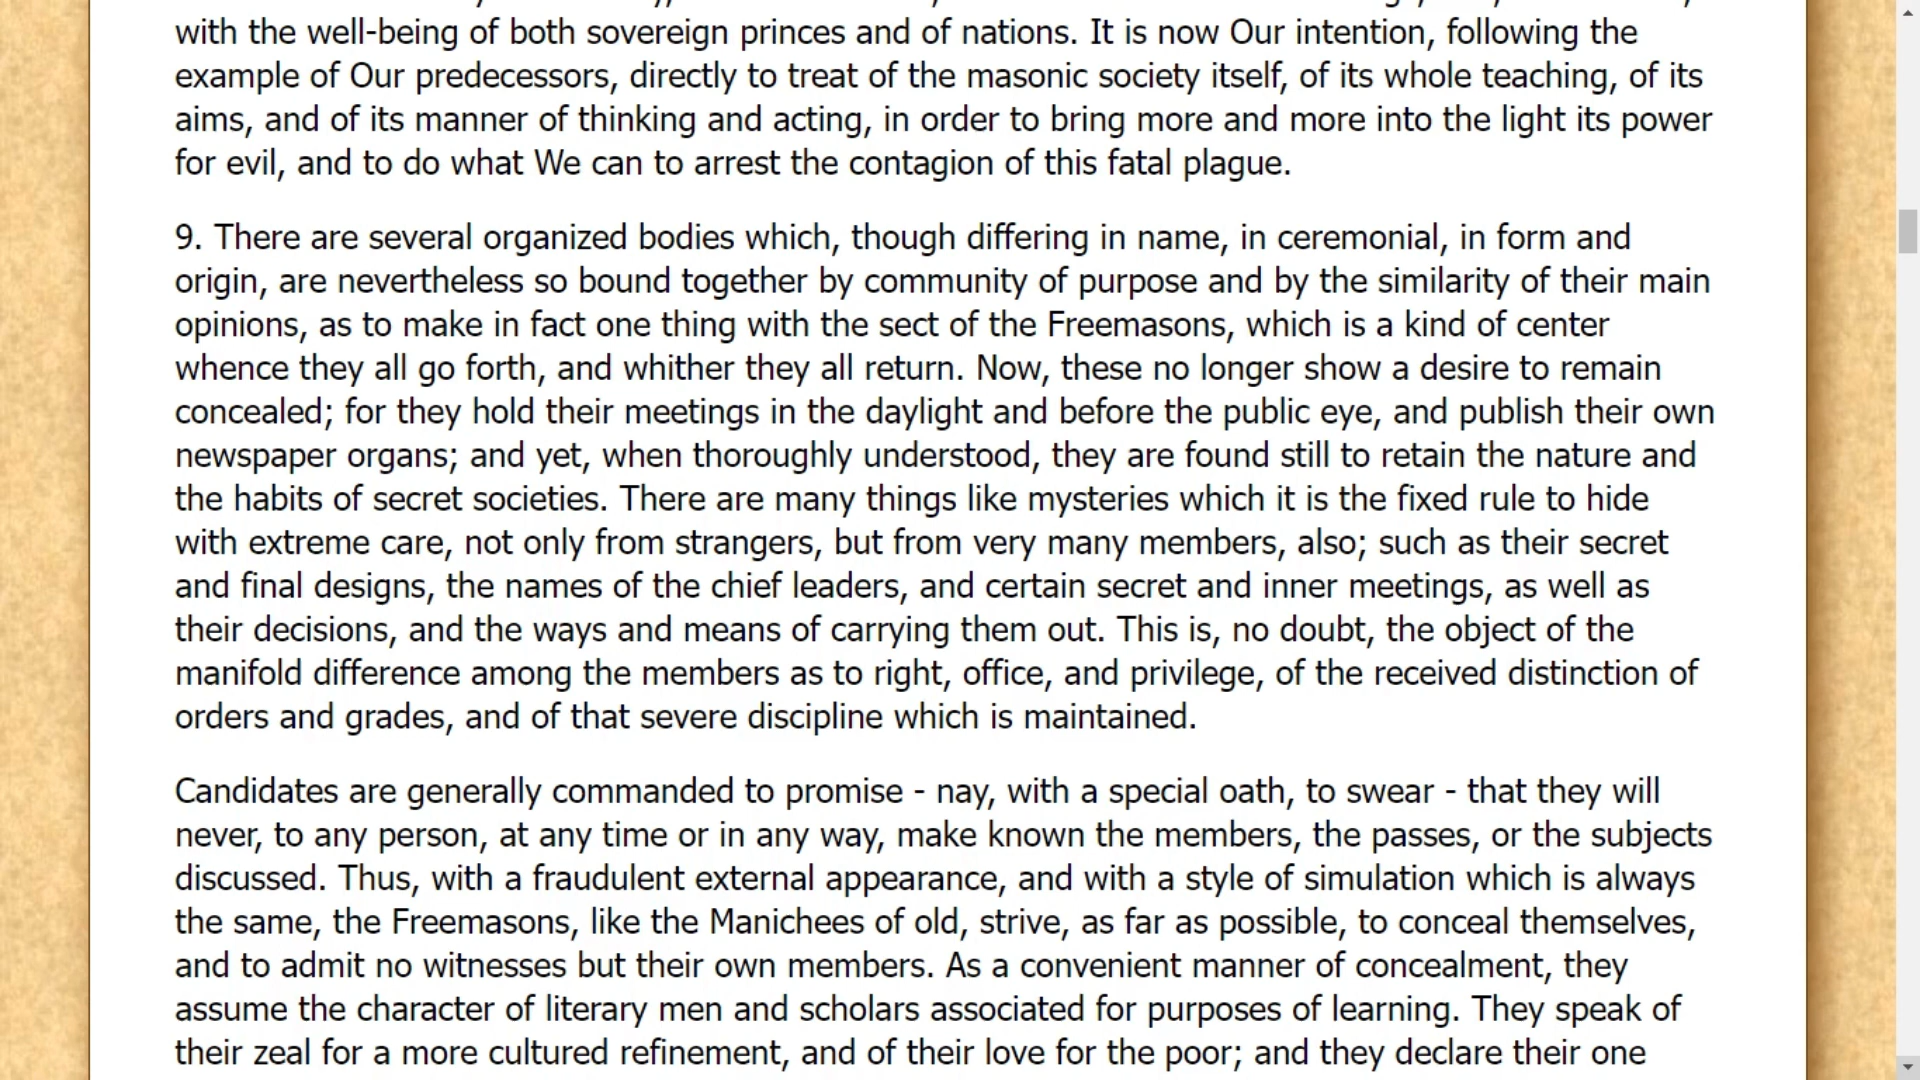 with the well-being of both sovereign princes and of nations. It is now Our intention, following the
example of Our predecessors, directly to treat of the masonic society itself, of its whole teaching, of its
aims, and of its manner of thinking and acting, in order to bring more and more into the light its power
for evil, and to do what We can to arrest the contagion of this fatal plague.
9. There are several organized bodies which, though differing in name, in ceremonial, in form and
origin, are nevertheless so bound together by community of purpose and by the similarity of their main
opinions, as to make in fact one thing with the sect of the Freemasons, which is a kind of center
whence they all go forth, and whither they all return. Now, these no longer show a desire to remain
concealed; for they hold their meetings in the daylight and before the public eye, and publish their own
newspaper organs; and yet, when thoroughly understood, they are found still to retain the nature and
the habits of secret societies. There are many things like mysteries which it is the fixed rule to hide
with extreme care, not only from strangers, but from very many members, also; such as their secret
and final designs, the names of the chief leaders, and certain secret and inner meetings, as well as
their decisions, and the ways and means of carrying them out. This is, no doubt, the object of the
manifold difference among the members as to right, office, and privilege, of the received distinction of
orders and grades, and of that severe discipline which is maintained.
Candidates are generally commanded to promise - nay, with a special oath, to swear - that they will
never, to any person, at any time or in any way, make known the members, the passes, or the subjects
discussed. Thus, with a fraudulent external appearance, and with a style of simulation which is always
the same, the Freemasons, like the Manichees of old, strive, as far as possible, to conceal themselves,
and to admit no witnesses but their own members. As a convenient manner of concealment, they
assume the character of literary men and scholars associated for purposes of learning. They speak of
their zeal for a more cultured refinement, and of their love for the poor; and they declare their one